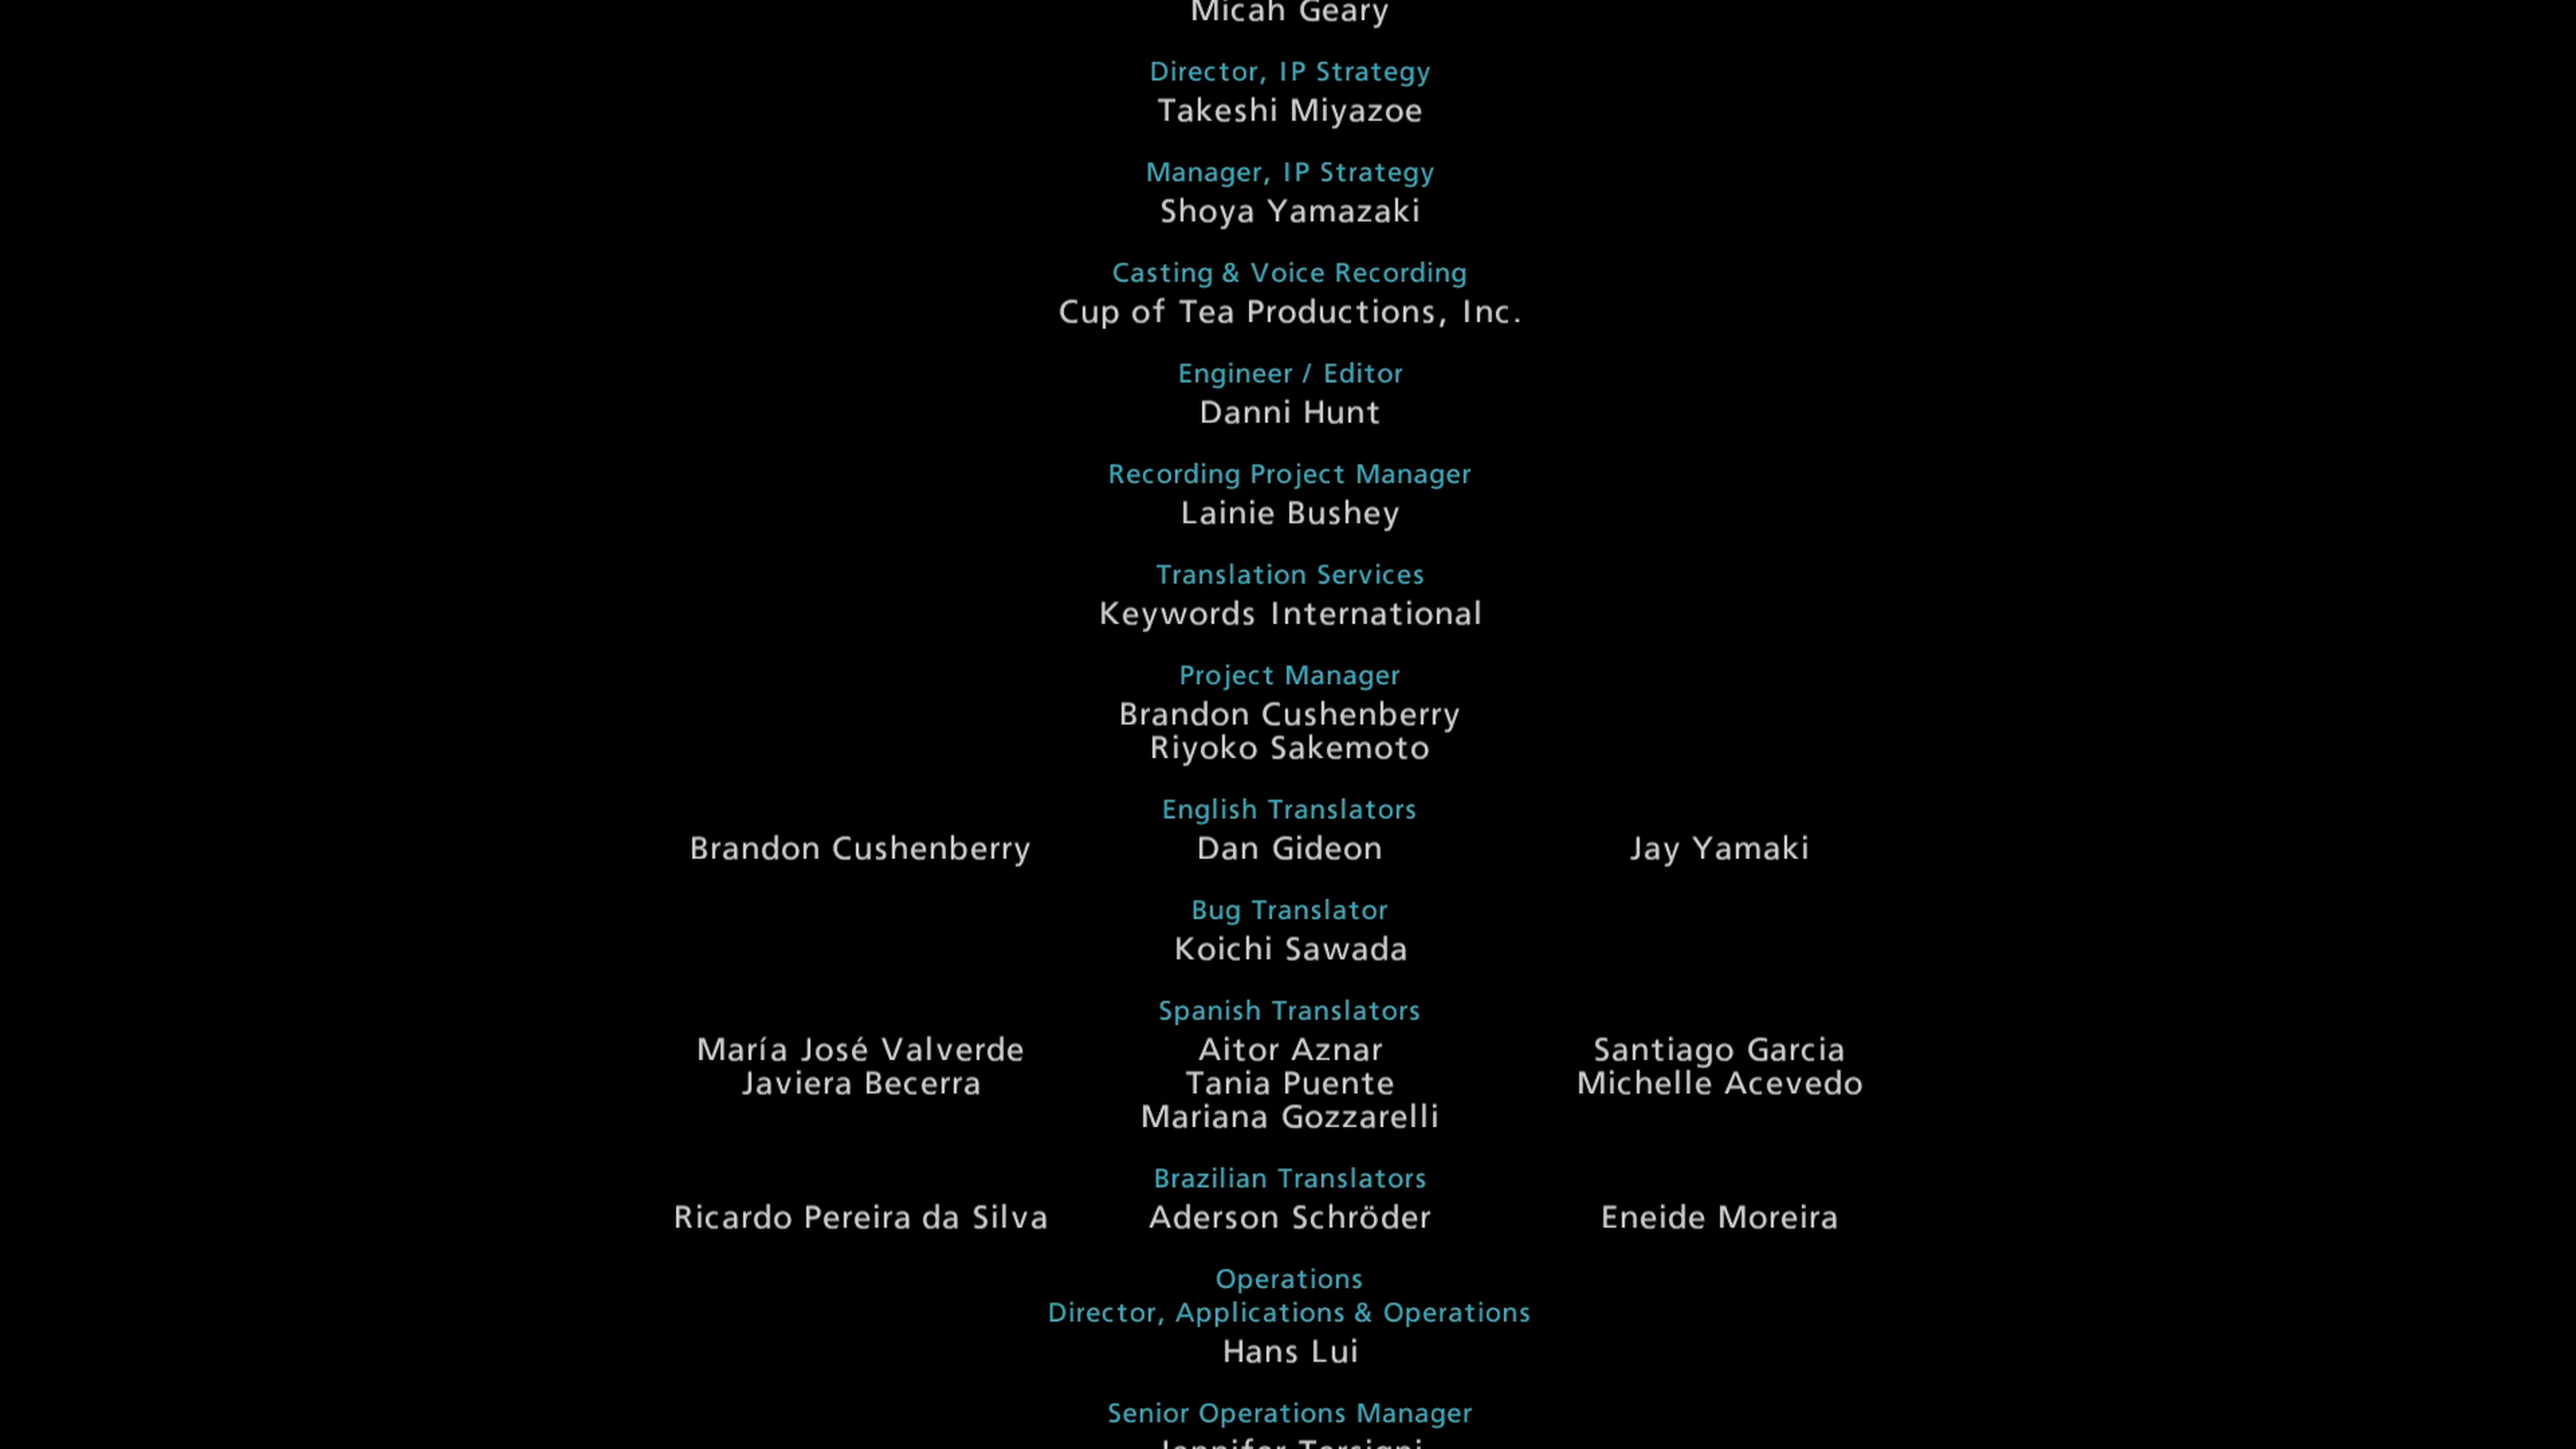 Micah Geary
Director, IP Strategy
Takeshi Miyazoe
Manager, IP Strategy
Shoya Yamazaki
Casting & Voice Recording
Cup of Tea Productions, Inc.
Engineer / Editor
Danni Hunt
Recording Project Manager
Lainie Bushey
Translation Services
Keywords International
Project Manager
Brandon Cushenberry
Riyoko Sakemoto
English Translators
Brandon Cushenberry Dan Gideon Jay Yamaki
Bug Translator
Koichi Sawada
Spanish Translators
María José Valverde Aitor Aznar Santiago Garcia
Javiera Becerra Tania Puente Michelle Acevedo
Mariana Gozzarelli
Brazilian Translators
Ricardo Pereira da Silva Aderson Schröder Eneide Moreira
Operations
Director, Applications & Operations
Hans Lui
Senior Operations Manager
Jennifer Tersigni